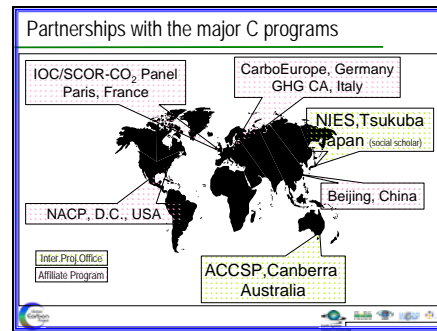 Partnerships with the major C programs
IOC/SCOR-CO₂ Panel
Paris, France
CarboEurope, Germany
GHG CA, Italy
NIES,Tsukuba
Japan (social scholar)
Beijing, China
NACP, D.C., USA
Inter.Proj.Office
Affiliate Program
ACCSP,Canberra
Australia
Carbon